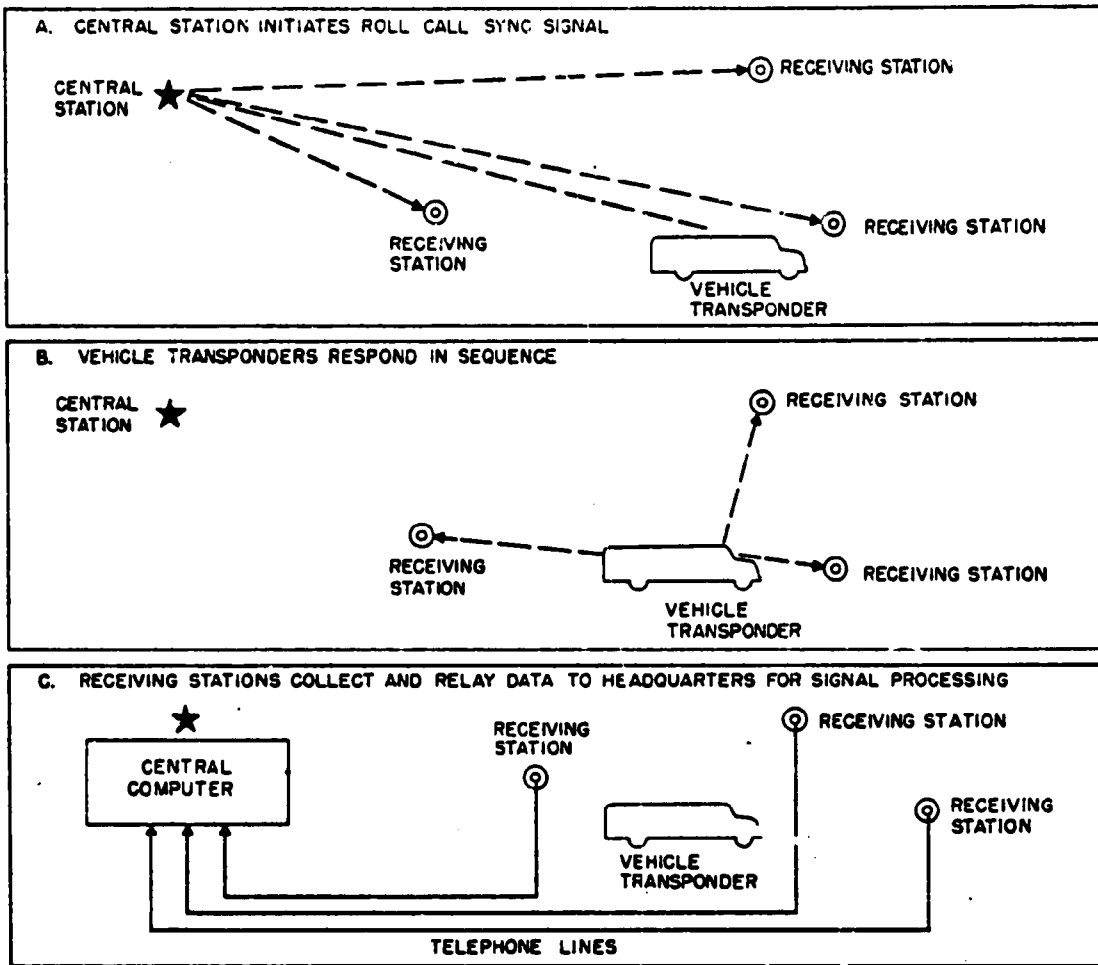 A. CENTRAL STATION INITIATES ROLL CALL SYNC SIGNAL
CENTRAL
STATION
RECEIVING STATION
RECEIVING
STATION
RECEIVING STATION
VEHICLE
TRANSPONDER
B. VEHICLE TRANSPONDERS RESPOND IN SEQUENCE
CENTRAL
STATION
RECEIVING STATION
RECEIVING
STATION
RECEIVING STATION
VEHICLE
TRANSPONDER
C. RECEIVING STATIONS COLLECT AND RELAY DATA TO HEADQUARTERS FOR SIGNAL PROCESSING
CENTRAL
COMPUTER
RECEIVING
STATION
RECEIVING STATION
RECEIVING
STATION
VEHICLE
TRANSPONDER
TELEPHONE LINES